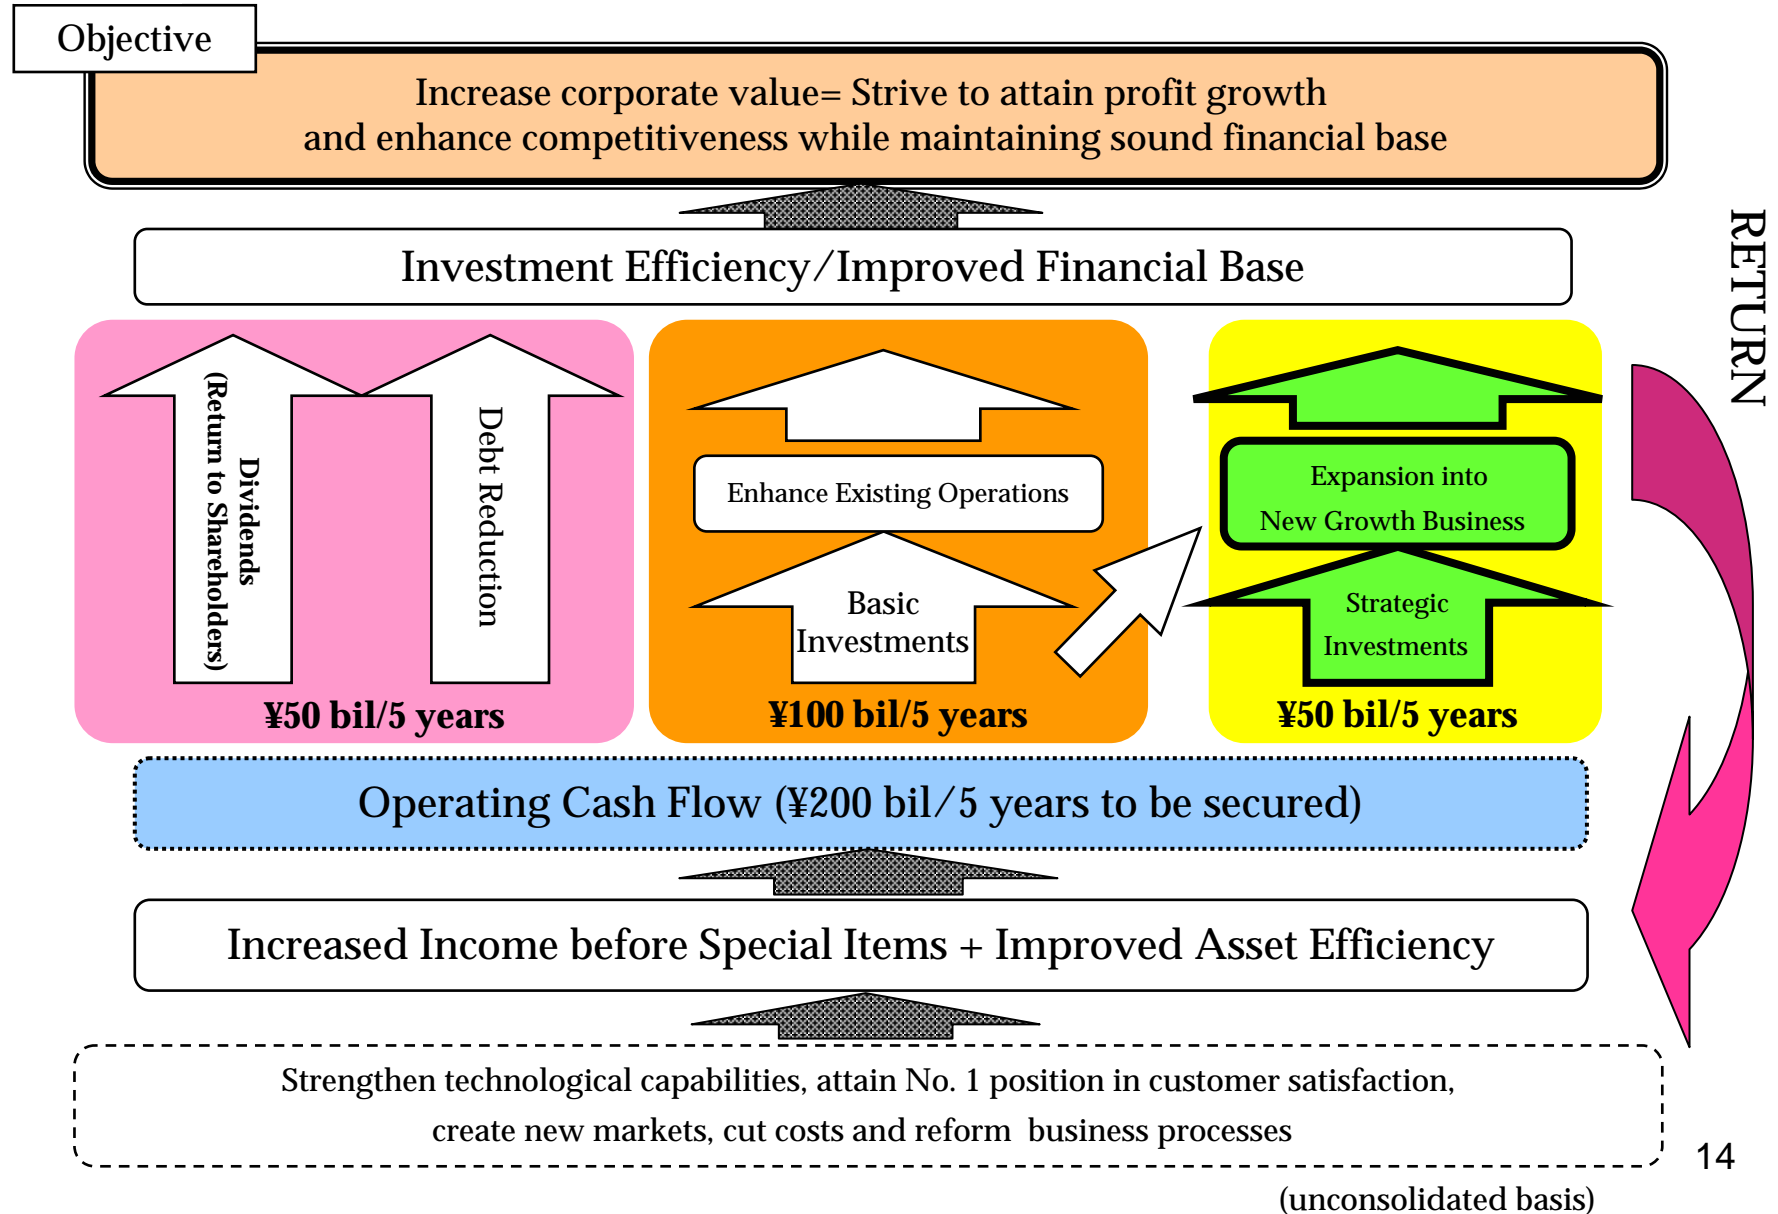 Objective
Increase corporate value= Strive to attain profit growth
and enhance competitiveness while maintaining sound financial base
RETURN
Investment Efficiency/Improved Financial Base
Dividends
(Return to Shareholders)
Debt Reduction
¥50 bil/5 years
Enhance Existing Operations
Basic
Investments
¥100 bil/5 years
Expansion into
New Growth Business
Strategic
Investments
¥50 bil/5 years
Operating Cash Flow (¥200 bil/5 years to be secured)
Increased Income before Special Items + Improved Asset Efficiency
Strengthen technological capabilities, attain No. 1 position in customer satisfaction,
create new markets, cut costs and reform  business processes
14
(unconsolidated basis)